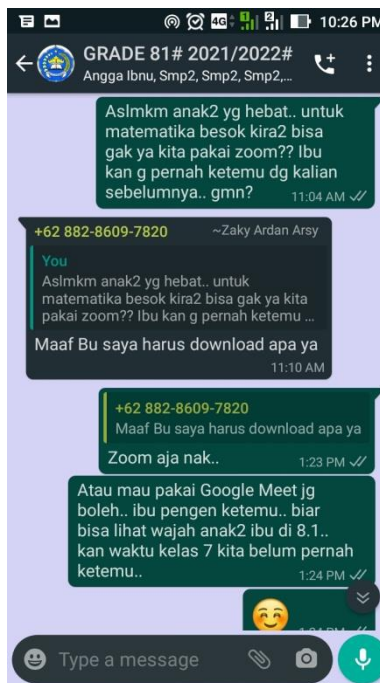 4G 1 2 10:26 PM
GRADE 81# 2021/2022#
Angga Ibnu, Smp2, Smp2, Smp2,...
Aslmkm anak2 yg hebat.. untuk
matematika besok kira2 bisa
gak ya kita pakai zoom?? Ibu
kan g pernah ketemu dg kalian
sebelumnya.. gmn?
11:04 AM
+62 882-8609-7820 ~Zaky Ardan Arsy
You
Aslmkm anak2 yg hebat.. untuk
matematika besok kira2 bisa gak ya kita
pakai zoom?? Ibu kan g pernah ketemu ...
Maaf Bu saya harus download apa ya
11:10 AM
+62 882-8609-7820
Maaf Bu saya harus download apa ya
Zoom aja nak..
1:23 PM
Atau mau pakai Google Meet jg
boleh.. ibu pengen ketemu.. biar
bisa lihat wajah anak2 ibu di 8.1..
kan waktu kelas 7 kita belum pernah
ketemu..
1:24 PM
Type a message